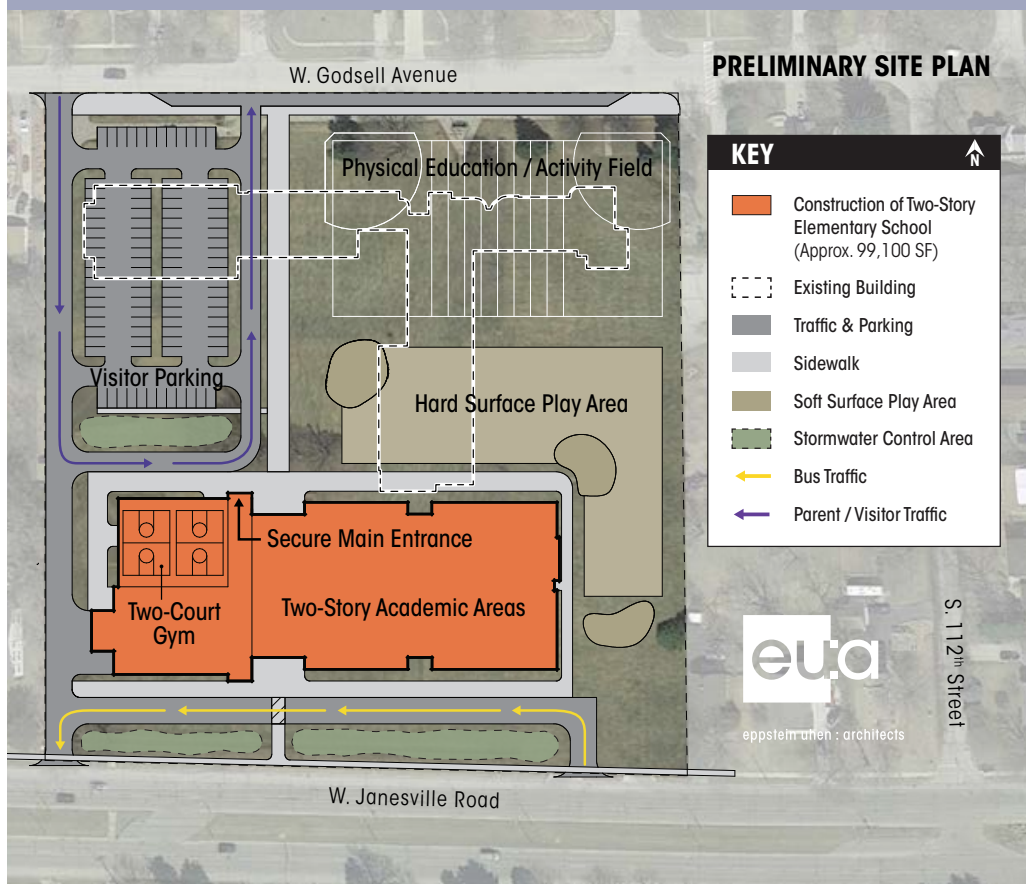 PRELIMINARY SITE PLAN
W. Godsell Avenue
KEY
N
Construction of Two-Story
Elementary School
(Approx. 99,100 SF)
Existing Building
Traffic & Parking
Sidewalk
Soft Surface Play Area
Stormwater Control Area
Bus Traffic
Parent / Visitor Traffic
Physical Education / Activity Field
Visitor Parking
Hard Surface Play Area
Secure Main Entrance
Two-Court
Gym
Two-Story Academic Areas
S. 112th Street
eu:a
eppstein uhen : architects
W. Janesville Road